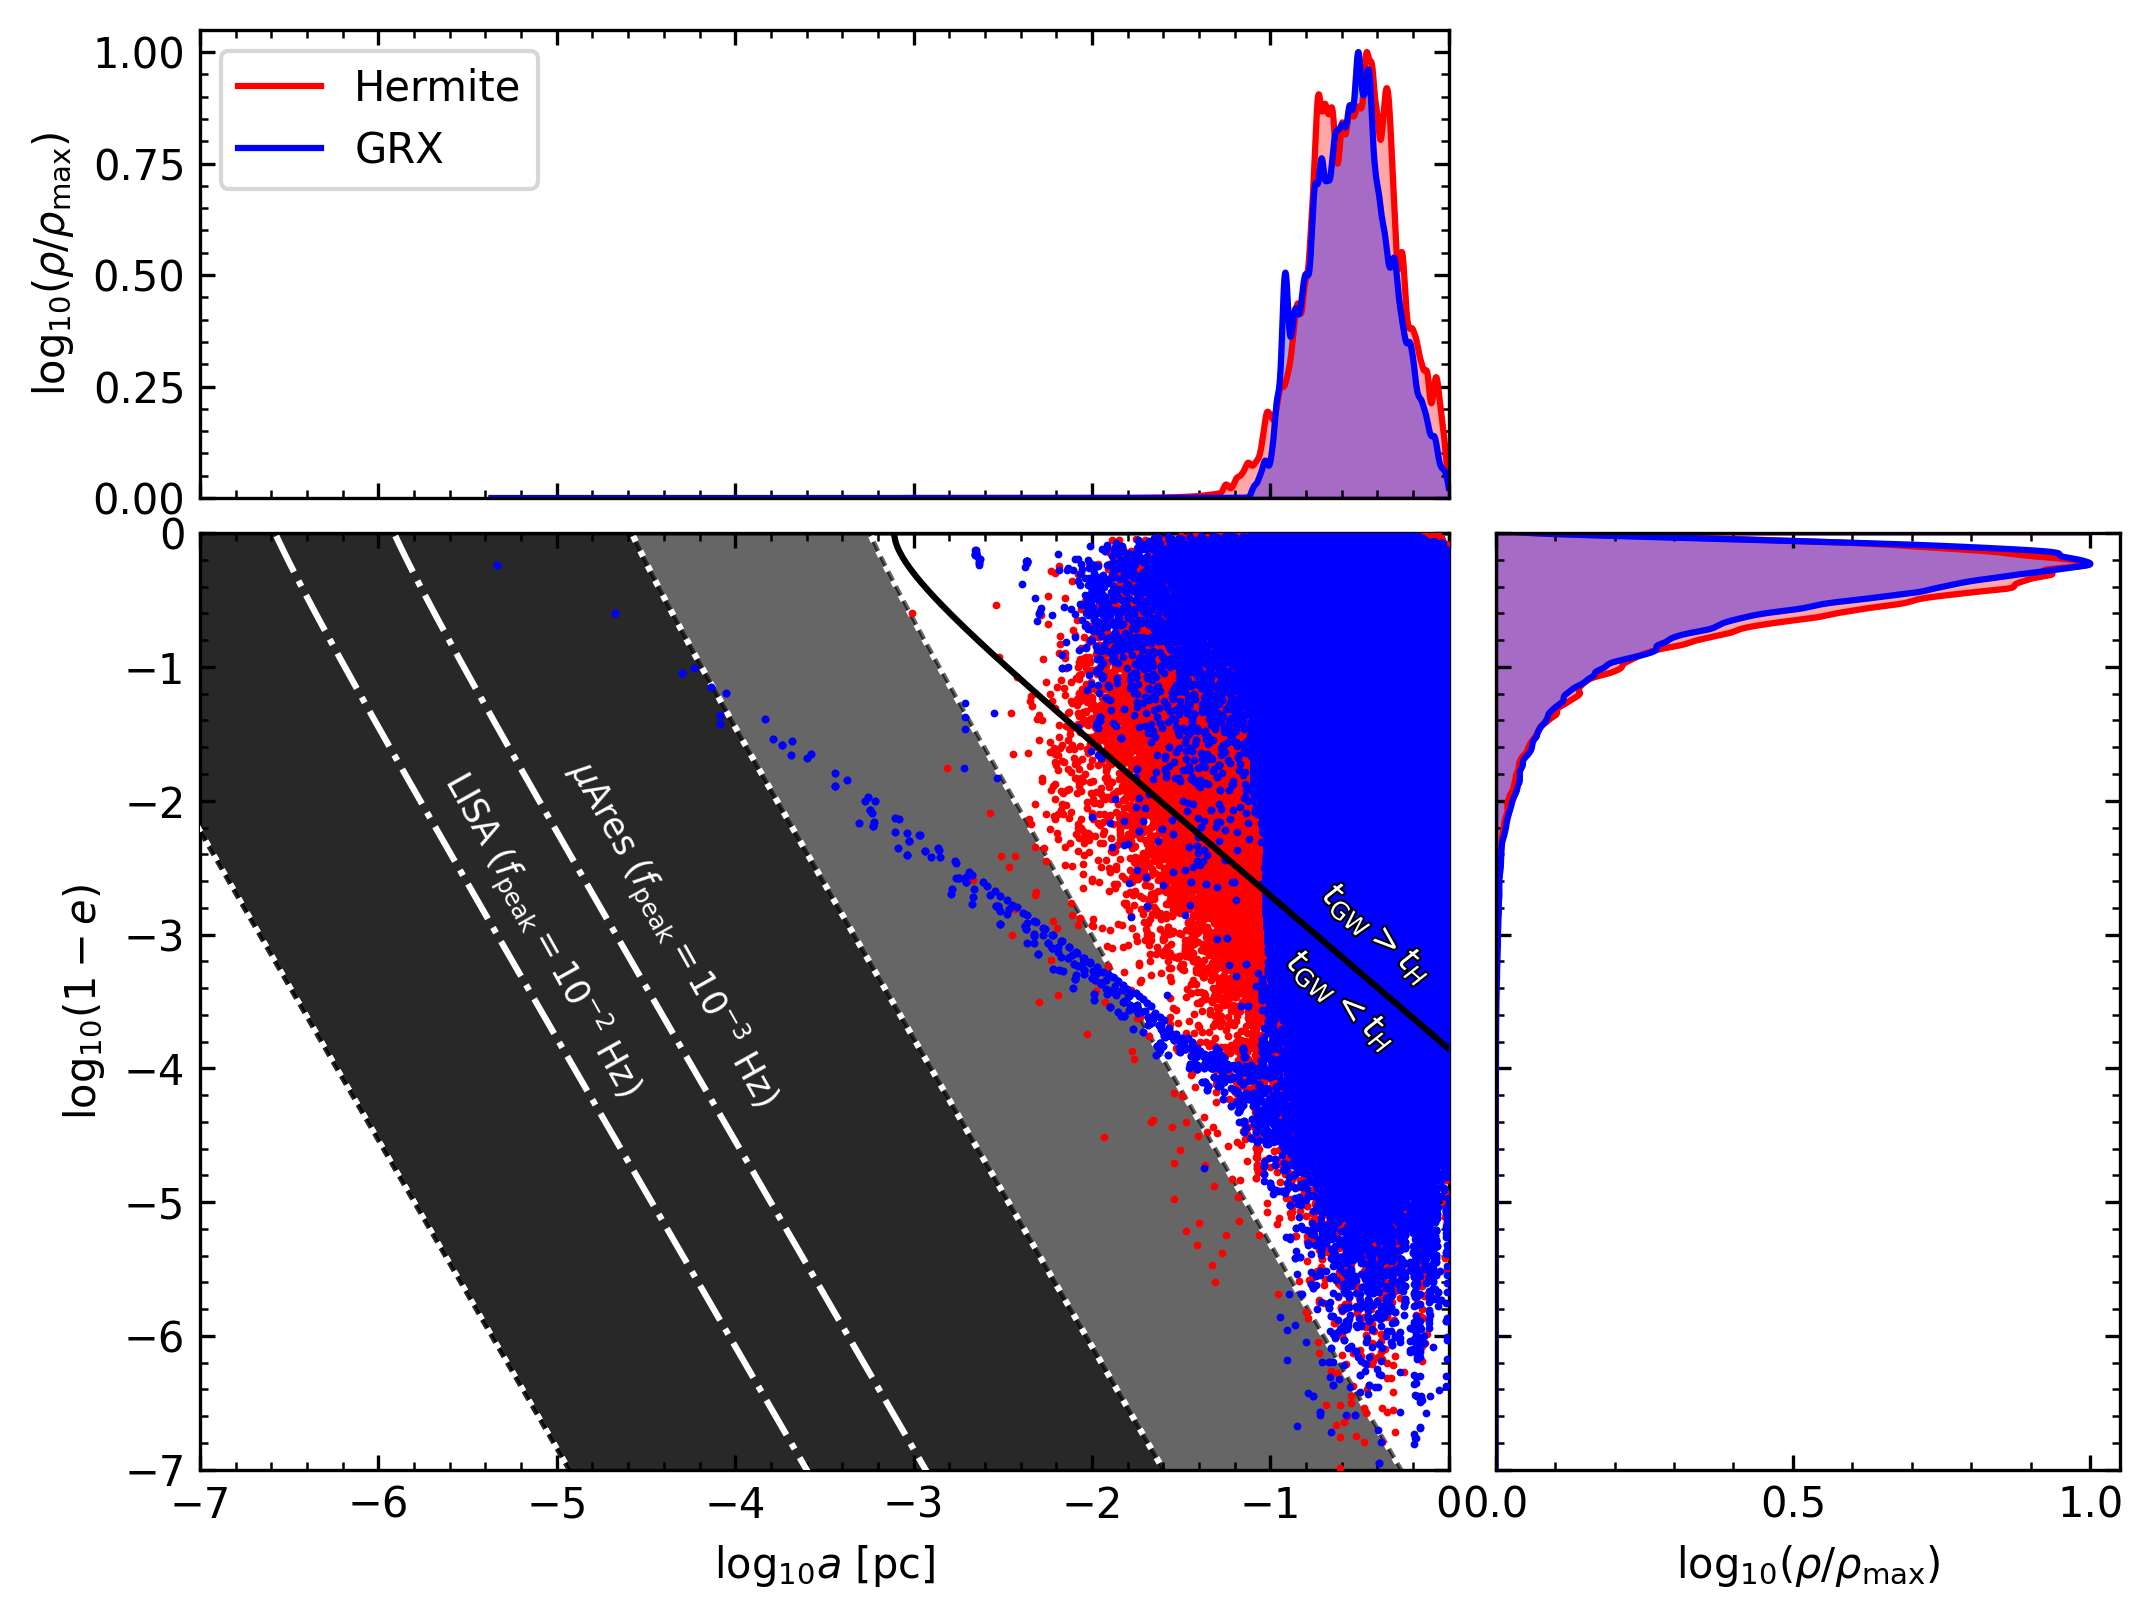 1.00
0.75
0.50
0.25
0.00
log₁₀(ρ/ρmax)
Hermite
GRX
0
−1
−2
−3
−4
−5
−6
−7
log₁₀(1 − e)
LISA (fpeak = 10⁻² Hz)
μAres (fpeak = 10⁻³ Hz)
tGW > tH
tGW < tH
−7 −6 −5 −4 −3 −2 −1 0
log₁₀a [pc]
0.0 0.5 1.0
log₁₀(ρ/ρmax)